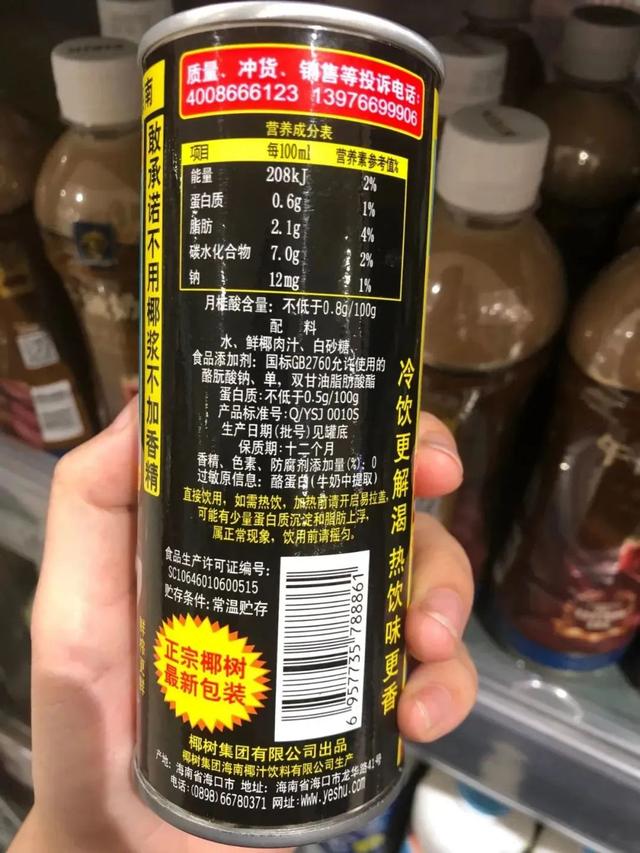 质量、冲货、销售等投诉电话:
4008666123 13976699906
南
敢承诺不用椰浆不加香精
营养成分表
项目 每100ml 营养素参考值%
能量 208kJ 2%
蛋白质 0.6g 1%
脂肪 2.1g 4%
碳水化合物 7.0g 2%
钠 12mg 1%
月桂酸含量: 不低于0.8g/100g
配 料
水、鲜椰肉汁、白砂糖、
食品添加剂: 国标GB2760允许使用的
酪朊酸钠、单，双甘油脂肪酸酯
蛋白质:不低于0.5g/100g
产品标准号:Q/YSJ 0010S
生产日期(批号)见罐底
保质期:十二个月
香精、色素、防腐剂添加量(%): 0
过敏原信息: 酪蛋白(牛奶中提取)
直接饮用，如需热饮，加热前请开启易拉盖，
可能有少量蛋白质沉淀和脂肪上浮，
属正常现象，饮用前请摇匀。
冷饮更解渴 热饮味更香
食品生产许可证编号:
SC10646010600515
贮存条件:常温贮存
正宗椰树
最新包装
6 957735 788861
椰树集团有限公司出品
椰树集团海南椰汁饮料有限公司生产
产地: 海南省海口市 地址: 海南省海口市龙华路41号
电话:(0898)66780371 网址:www.yeshu.com